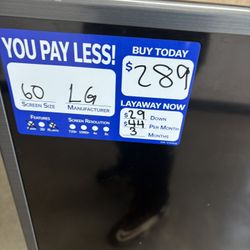 YOU PAY LESS!
60 LG
SCREEN SIZE MANUFACTURER
FEATURES SCREEN RESOLUTION
BUY TODAY
$289
LAYAWAY NOW
$29 DOWN
$44 PER MONTH
3 MONTHS